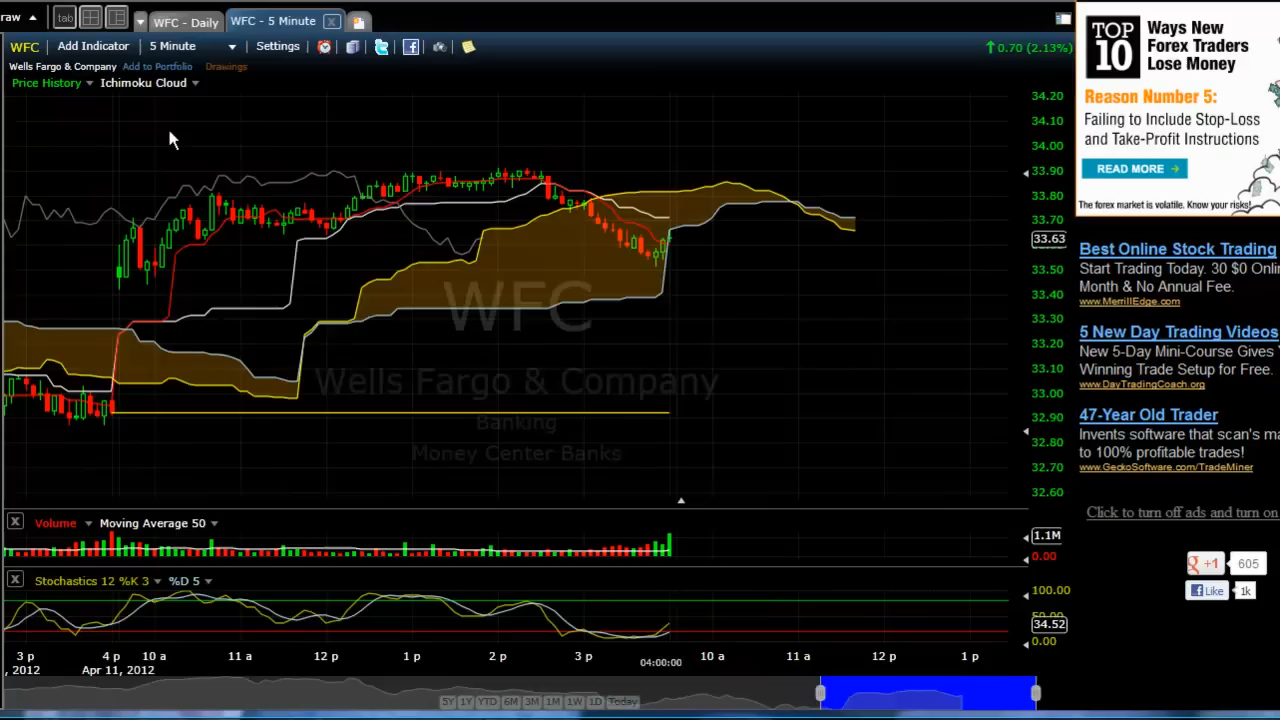 raw
tab
WFC - Daily
WFC - 5 Minute
WFC
Add Indicator
5 Minute
Settings
0.70 (2.13%)
Wells Fargo & Company
Add to Portfolio
Drawings
Price History
Ichimoku Cloud
34.20
34.10
34.00
33.90
33.80
33.70
33.63
33.50
33.40
33.30
33.20
33.10
33.00
32.90
32.80
32.70
32.60
WFC
Wells Fargo & Company
Banking
Money Center Banks
Volume
Moving Average 50
1.1M
0.00
Stochastics 12 %K 3
%D 5
100.00
34.52
0.00
3 p
4 p
10 a
11 a
12 p
1 p
2 p
3 p
04:00:00
10 a
11 a
12 p
1 p
, 2012
Apr 11, 2012
5Y 1Y YTD 6M 3M 1M 1W 1D Today
TOP
10
Ways New
Forex Traders
Lose Money
Reason Number 5:
Failing to Include Stop-Loss
and Take-Profit Instructions
READ MORE
The forex market is volatile. Know your risks!
Best Online Stock Trading
Start Trading Today. 30 $0 Onli
Month & No Annual Fee.
www.MerrillEdge.com
5 New Day Trading Videos
New 5-Day Mini-Course Gives
Winning Trade Setup for Free.
www.DayTradingCoach.org
47-Year Old Trader
Invents software that scan's ma
to 100% profitable trades!
www.GeckoSoftware.com/TradeMiner
Click to turn off ads and turn on
+1
605
Like
1k